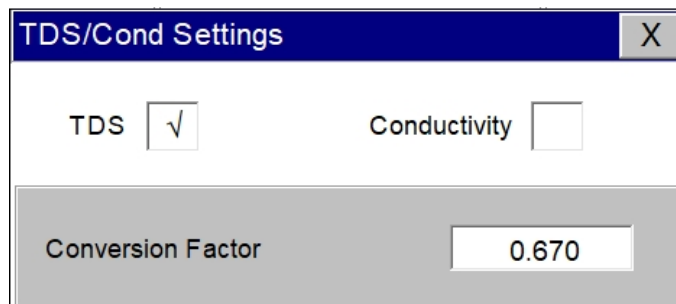 TDS/Cond Settings X
TDS √ Conductivity
Conversion Factor 0.670